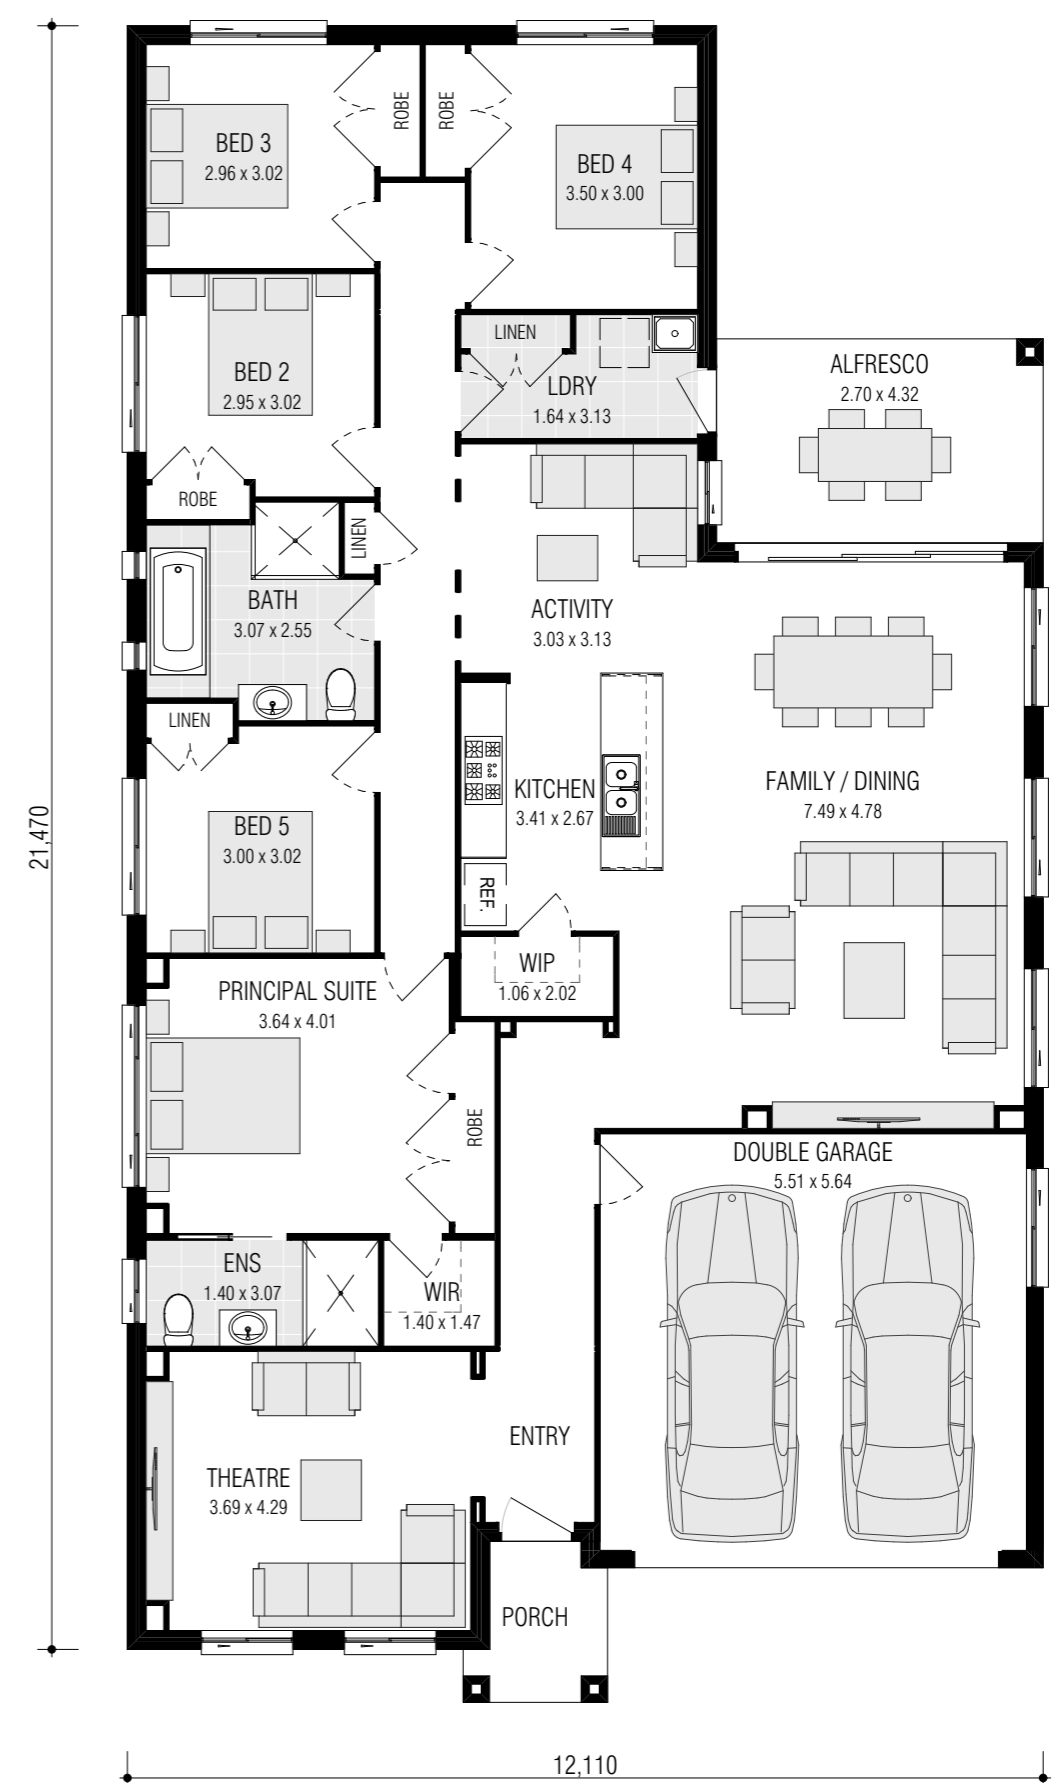 BED 3
2.96 x 3.02
ROBE
ROBE
BED 4
3.50 x 3.00
BED 2
2.95 x 3.02
ROBE
LINEN
LDRY
1.64 x 3.13
ALFRESCO
2.70 x 4.32
LINEN
BATH
3.07 x 2.55
ACTIVITY
3.03 x 3.13
LINEN
KITCHEN
3.41 x 2.67
FAMILY / DINING
7.49 x 4.78
BED 5
3.00 x 3.02
REF.
21,470
WIP
1.06 x 2.02
PRINCIPAL SUITE
3.64 x 4.01
ROBE
DOUBLE GARAGE
5.51 x 5.64
ENS
1.40 x 3.07
WIR
1.40 x 1.47
ENTRY
THEATRE
3.69 x 4.29
PORCH
12,110